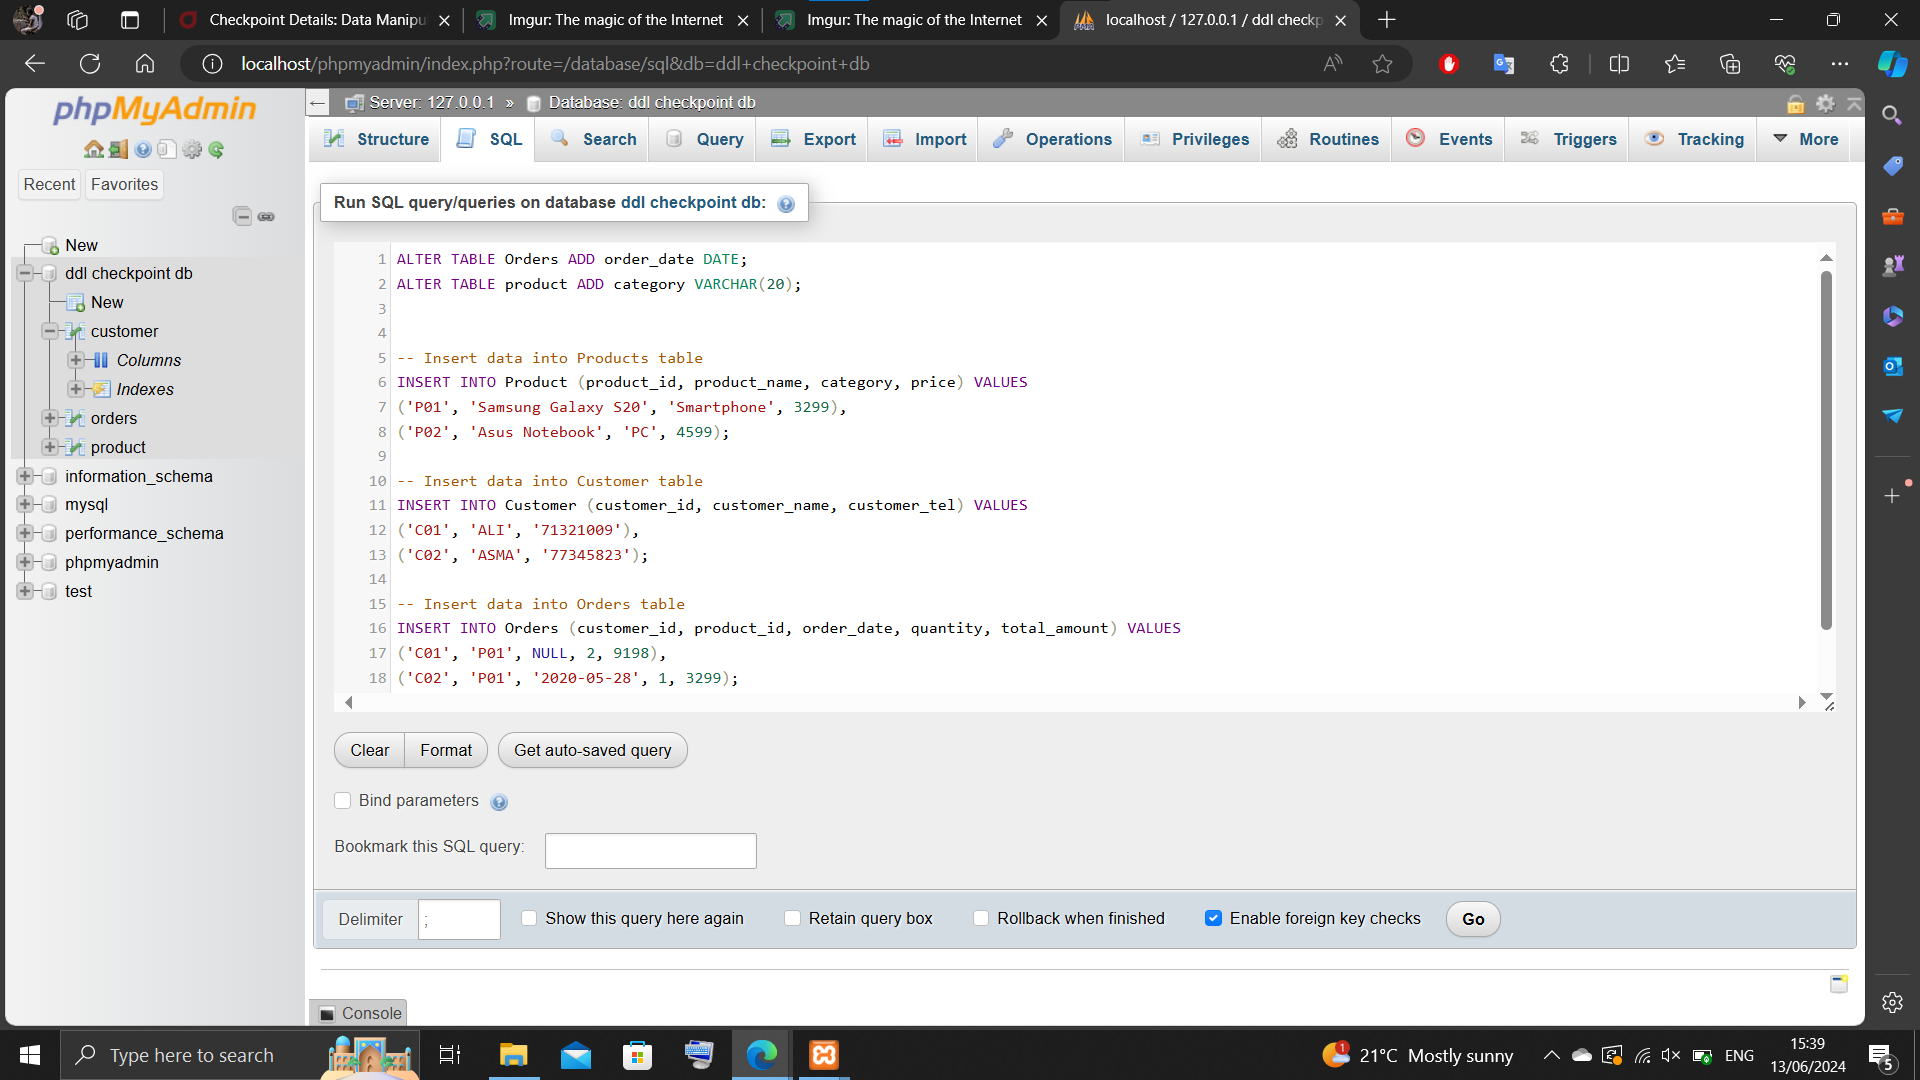 Checkpoint Details: Data Manipu
Imgur: The magic of the Internet
Imgur: The magic of the Internet
localhost / 127.0.0.1 / ddl checkp
localhost/phpmyadmin/index.php?route=/database/sql&db=ddl+checkpoint+db
phpMyAdmin
Recent
Favorites
New
ddl checkpoint db
New
customer
Columns
Indexes
orders
product
information_schema
mysql
performance_schema
phpmyadmin
test
Server: 127.0.0.1 » Database: ddl checkpoint db
Structure
SQL
Search
Query
Export
Import
Operations
Privileges
Routines
Events
Triggers
Tracking
More
Run SQL query/queries on database ddl checkpoint db:
1 ALTER TABLE Orders ADD order_date DATE;
2 ALTER TABLE product ADD category VARCHAR(20);
3
4
5 -- Insert data into Products table
6 INSERT INTO Product (product_id, product_name, category, price) VALUES
7 ('P01', 'Samsung Galaxy S20', 'Smartphone', 3299),
8 ('P02', 'Asus Notebook', 'PC', 4599);
9
10 -- Insert data into Customer table
11 INSERT INTO Customer (customer_id, customer_name, customer_tel) VALUES
12 ('C01', 'ALI', '71321009'),
13 ('C02', 'ASMA', '77345823');
14
15 -- Insert data into Orders table
16 INSERT INTO Orders (customer_id, product_id, order_date, quantity, total_amount) VALUES
17 ('C01', 'P01', NULL, 2, 9198),
18 ('C02', 'P01', '2020-05-28', 1, 3299);
Clear
Format
Get auto-saved query
Bind parameters
Bookmark this SQL query:
Delimiter ;
Show this query here again
Retain query box
Rollback when finished
Enable foreign key checks
Go
Console
Type here to search
1
21°C Mostly sunny
ENG
15:39
13/06/2024
5